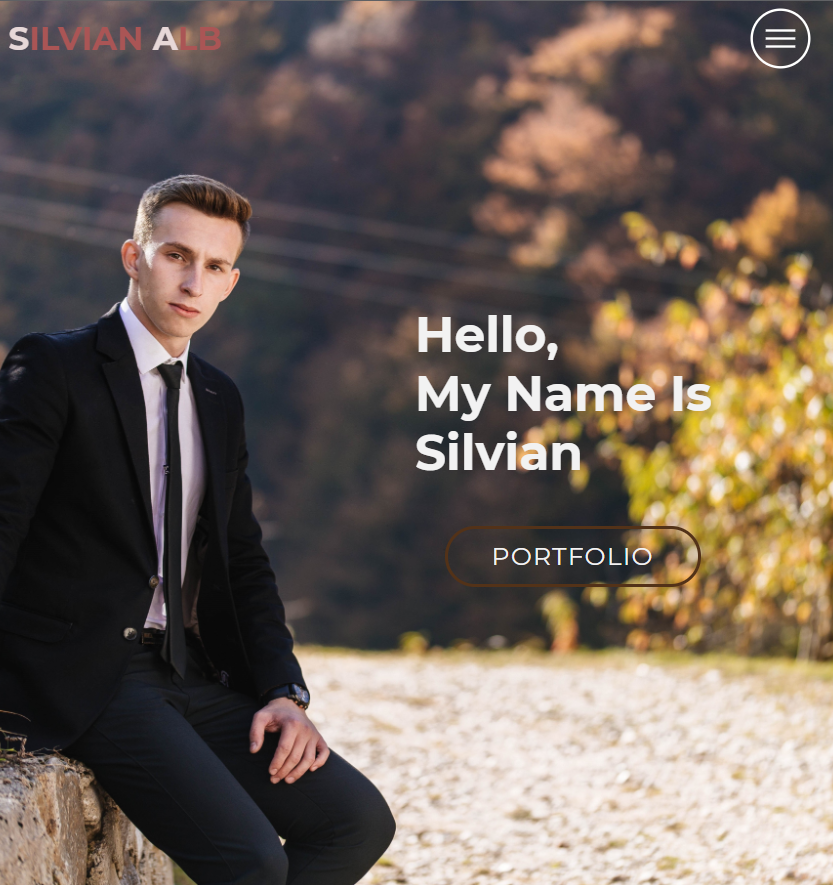 SILVIAN ALB
Hello,
My Name Is
Silvian
PORTFOLIO